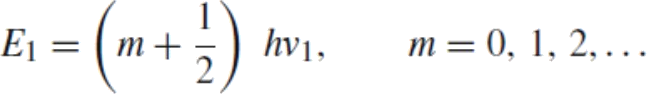 E₁ = (m + 1/2) hν₁, m = 0, 1, 2,...